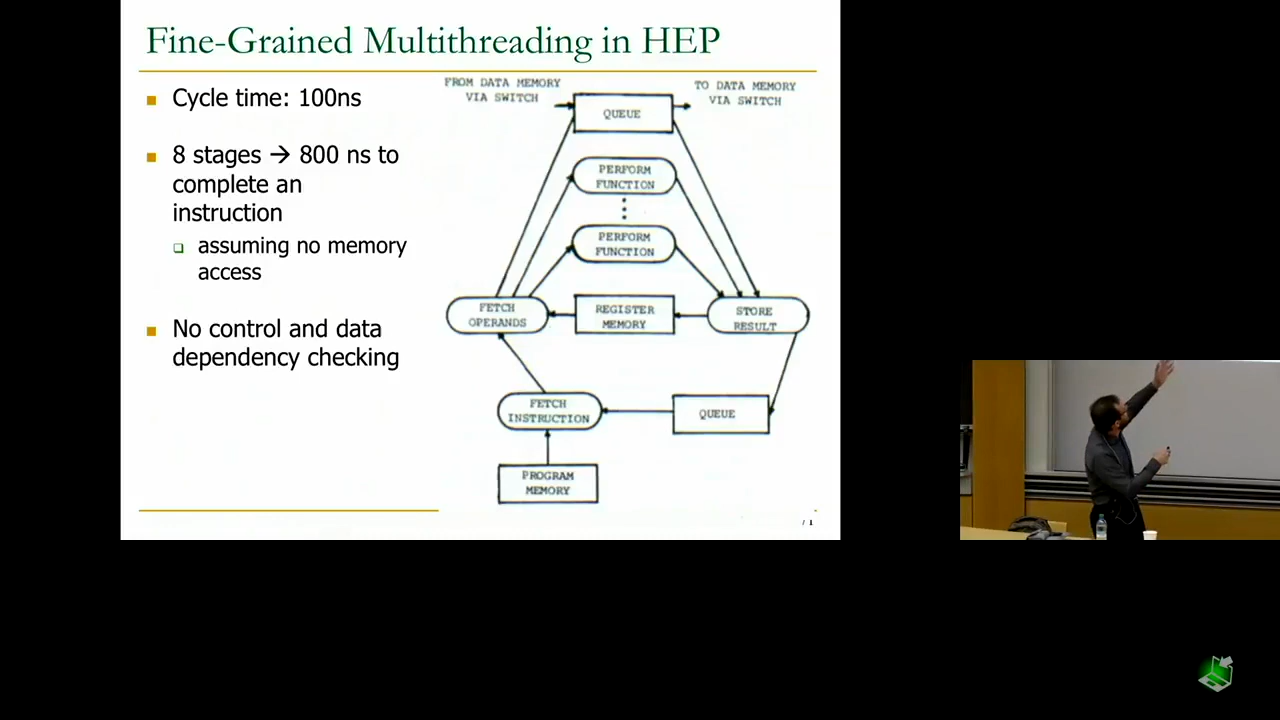 Fine-Grained Multithreading in HEP
Cycle time: 100ns
8 stages → 800 ns to
complete an
instruction
assuming no memory
access
No control and data
dependency checking
FROM DATA MEMORY
VIA SWITCH
TO DATA MEMORY
VIA SWITCH
QUEUE
PERFORM
FUNCTION
PERFORM
FUNCTION
FETCH
OPERANDS
REGISTER
MEMORY
STORE
RESULT
FETCH
INSTRUCTION
QUEUE
PROGRAM
MEMORY